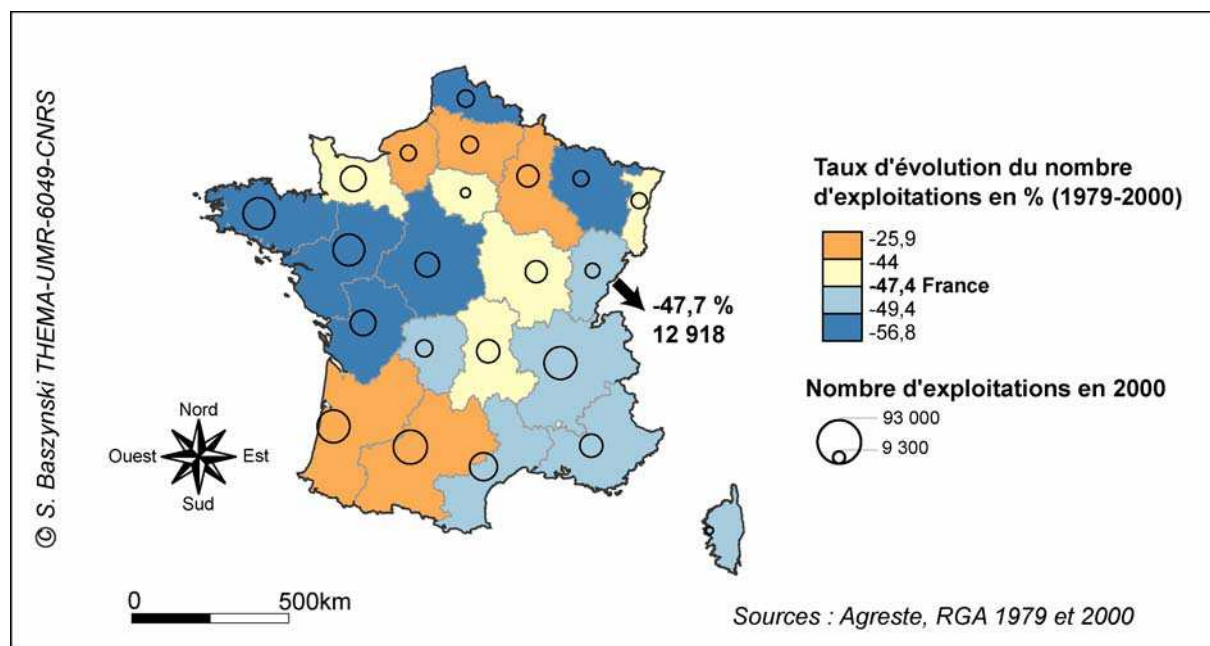 © S. Baszynski THEMA-UMR-6049-CNRS
Taux d'évolution du nombre
d'exploitations en % (1979-2000)
-25,9
-44
-47,4 France
-49,4
-56,8
-47,7 %
12 918
Nombre d'exploitations en 2000
93 000
9 300
Nord
Ouest
Est
Sud
0
500km
Sources : Agreste, RGA 1979 et 2000